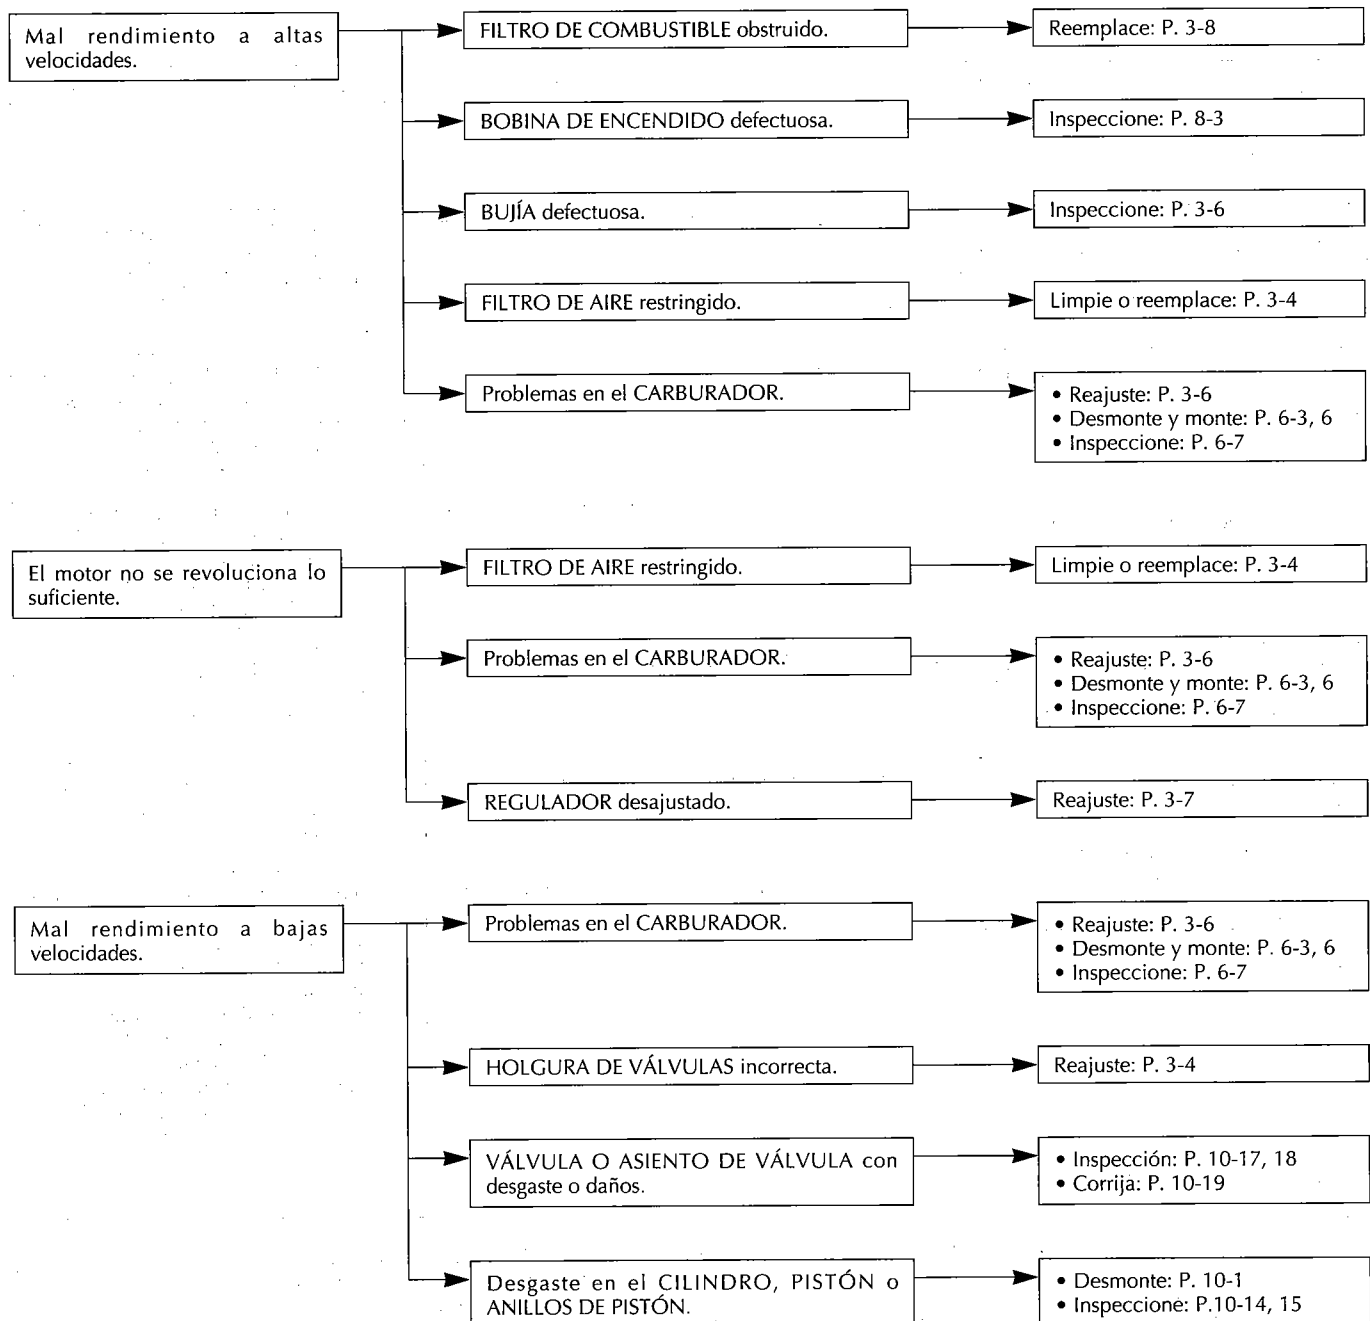 Mal rendimiento a altas
velocidades.
FILTRO DE COMBUSTIBLE obstruido.
Reemplace: P. 3-8
BOBINA DE ENCENDIDO defectuosa.
Inspeccione: P. 8-3
BUJÍA defectuosa.
Inspeccione: P. 3-6
FILTRO DE AIRE restringido.
Limpie o reemplace: P. 3-4
Problemas en el CARBURADOR.
• Reajuste: P. 3-6
• Desmonte y monte: P. 6-3, 6
• Inspeccione: P. 6-7
El motor no se revoluciona lo
suficiente.
FILTRO DE AIRE restringido.
Limpie o reemplace: P. 3-4
Problemas en el CARBURADOR.
• Reajuste: P. 3-6
• Desmonte y monte: P. 6-3, 6
• Inspeccione: P. 6-7
REGULADOR desajustado.
Reajuste: P. 3-7
Mal rendimiento a bajas
velocidades.
Problemas en el CARBURADOR.
• Reajuste: P. 3-6
• Desmonte y monte: P. 6-3, 6
• Inspeccione: P. 6-7
HOLGURA DE VÁLVULAS incorrecta.
Reajuste: P. 3-4
VÁLVULA O ASIENTO DE VÁLVULA con
desgaste o daños.
• Inspección: P. 10-17, 18
• Corrija: P. 10-19
Desgaste en el CILINDRO, PISTÓN o
ANILLOS DE PISTÓN.
• Desmonte: P. 10-1
• Inspeccione: P.10-14, 15